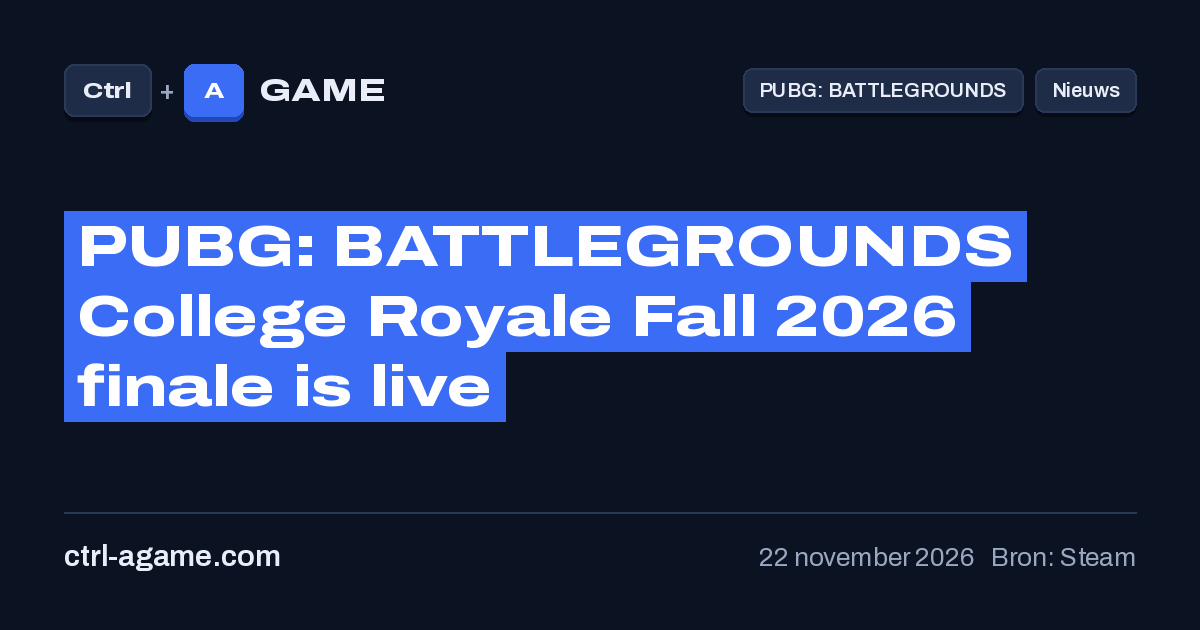 Ctrl + A GAME
PUBG: BATTLEGROUNDS Nieuws
PUBG: BATTLEGROUNDS
College Royale Fall 2026
finale is live
ctrl-agame.com
22 november 2026 Bron: Steam